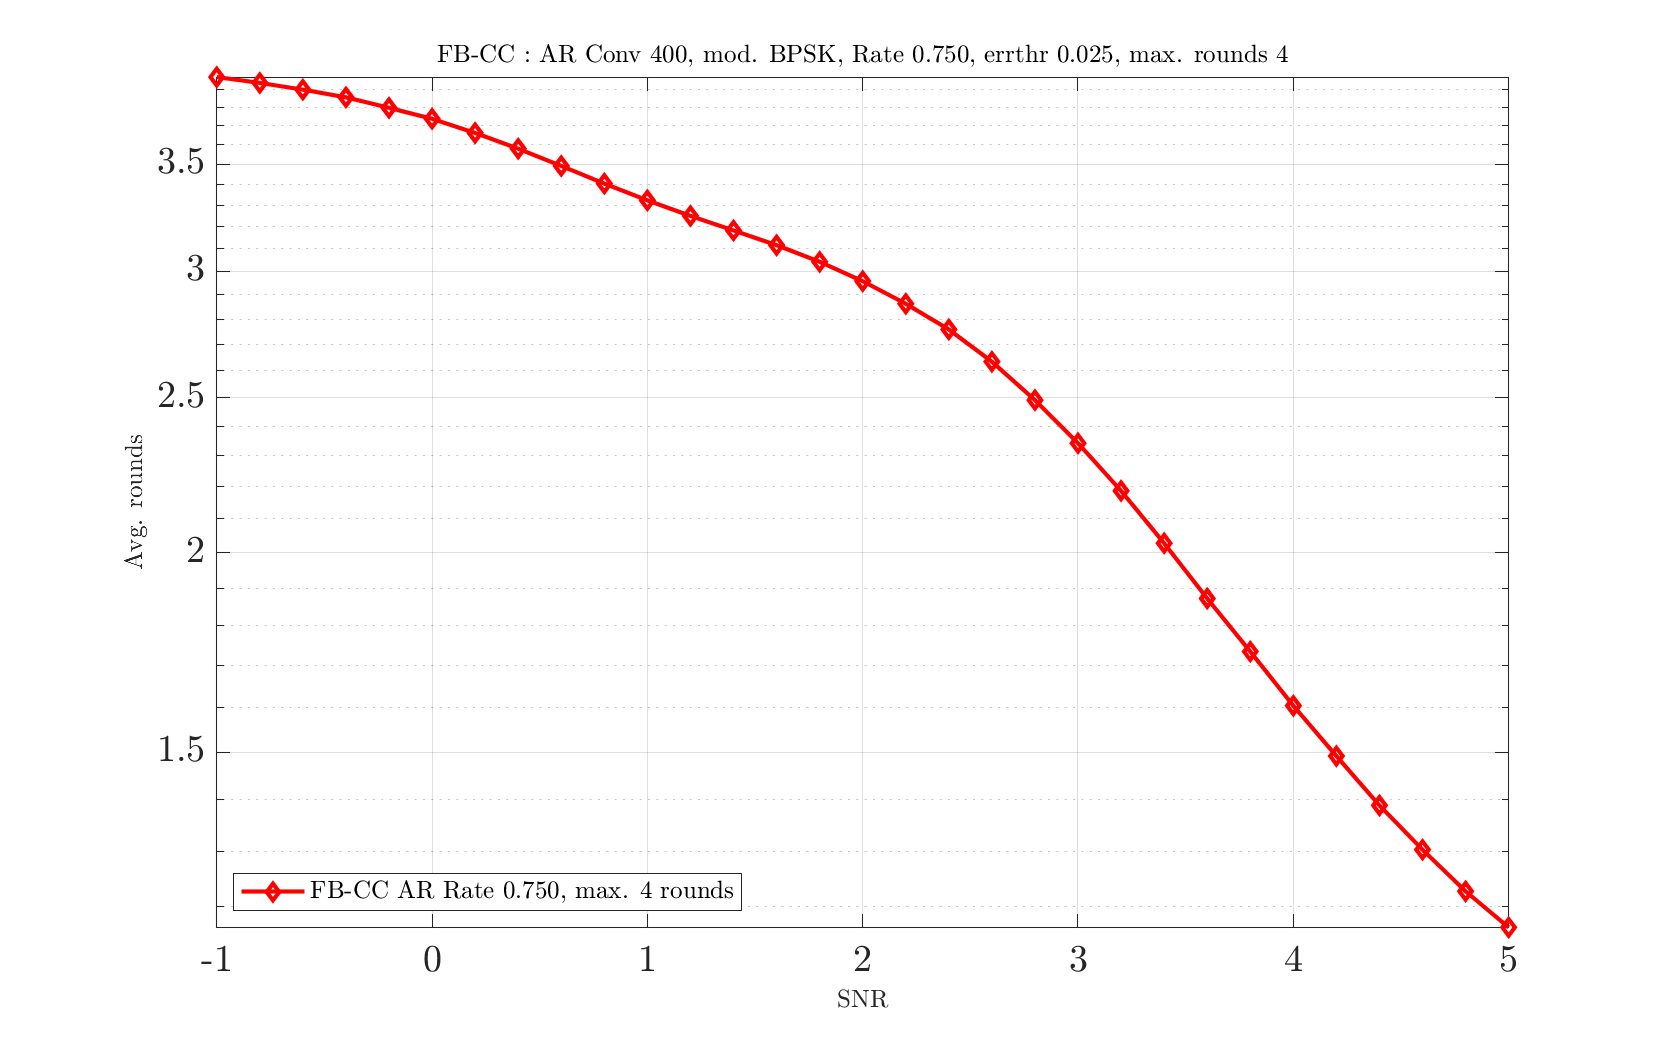 FB-CC : AR Conv 400, mod. BPSK, Rate 0.750, errthr 0.025, max. rounds 4
3.5
3
2.5
2
1.5
Avg. rounds
FB-CC AR Rate 0.750, max. 4 rounds
-1 0 1 2 3 4 5
SNR